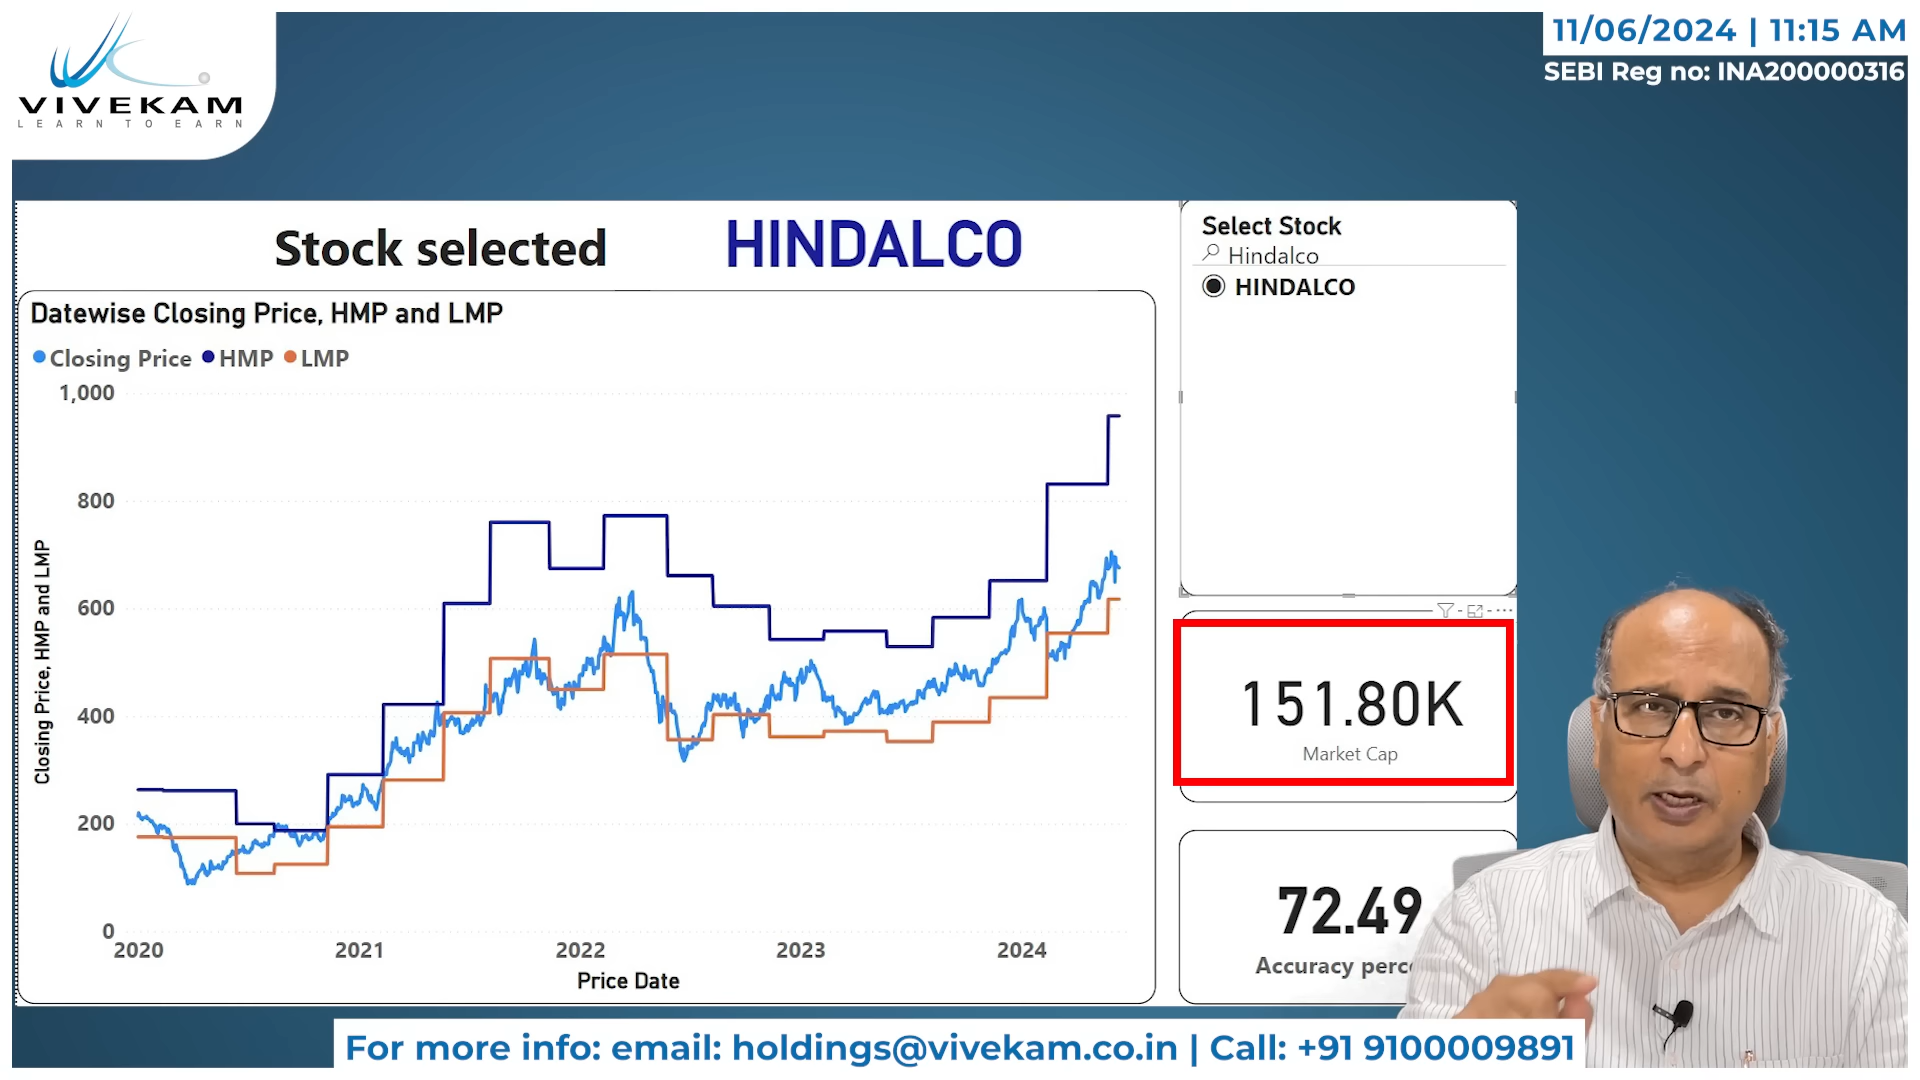 VIVEKAM
LEARN TO EARN
11/06/2024 | 11:15 AM
SEBI Reg no: INA200000316
Stock selected
HINDALCO
Select Stock
Hindalco
HINDALCO
Datewise Closing Price, HMP and LMP
Closing Price HMP LMP
Closing Price, HMP and LMP
1,000
800
600
400
200
0
2020 2021 2022 2023 2024
Price Date
151.80K
Market Cap
72.49
Accuracy perc
For more info: email: holdings@vivekam.co.in | Call: +91 9100009891